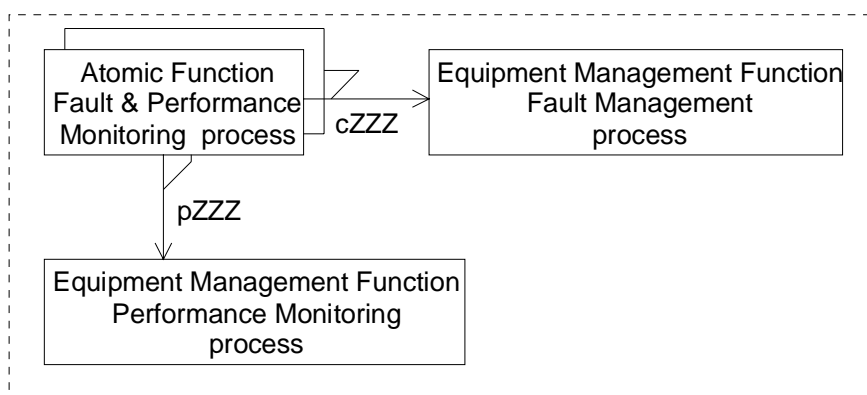 Atomic Function
Fault & Performance
Monitoring process
cZZZ
Equipment Management Function
Fault Management
process
pZZZ
Equipment Management Function
Performance Monitoring
process